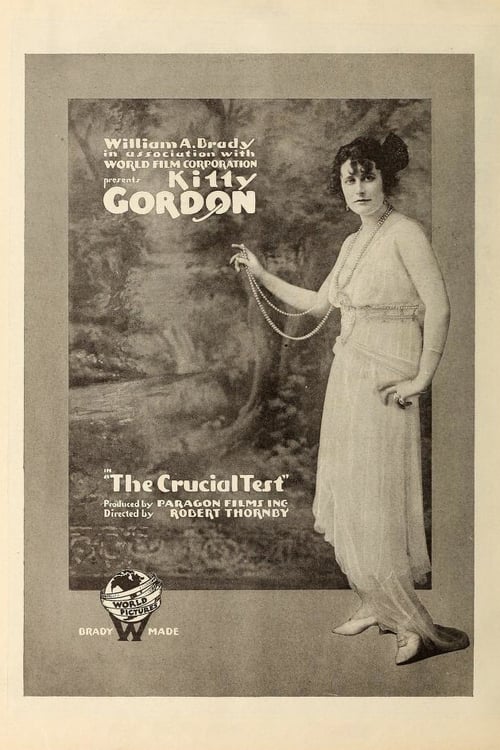 William A. Brady
in association with
WORLD FILM CORPORATION
presents Kitty
GORDON
IN
"The Crucial Test"
Produced by PARAGON FILMS INC
Directed by ROBERT THORNBY
WORLD
PICTURES
BRADY W MADE